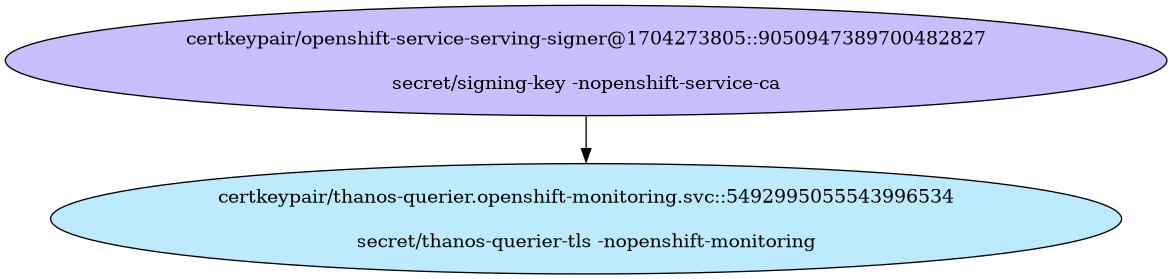 certkeypair/openshift-service-serving-signer@1704273805::9050947389700482827
secret/signing-key -nopenshift-service-ca
certkeypair/thanos-querier.openshift-monitoring.svc::5492995055543996534
secret/thanos-querier-tls -nopenshift-monitoring